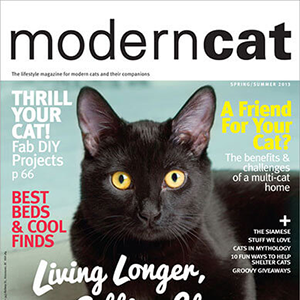 moderncat
The lifestyle magazine for modern cats and their companions
SPRING/SUMMER 2013
THRILL
YOUR
CAT!
Fab DIY
Projects
p 66
BEST
BEDS
& COOL
FINDS
A Friend
For Your
Cat?
The benefits &
challenges
of a multi-cat
home
+
THE SIAMESE
STUFF WE LOVE
CATS IN MYTHOLOGY
10 FUN WAYS TO HELP
SHELTER CATS
GROOVY GIVEAWAYS
Living Longer,